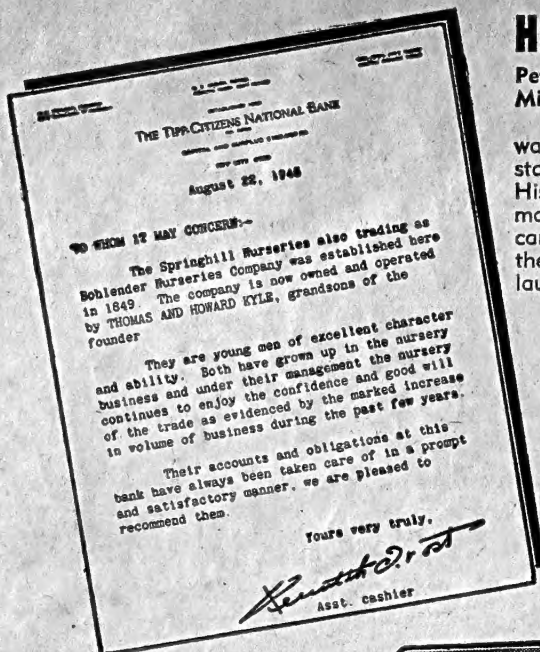 THE TIPP-CITIZENS NATIONAL BANK
August 22, 1945
TO WHOM IT MAY CONCERN:-
The Springhill Nurseries also trading as
Bohlender Nurseries Company was established here
in 1849. The company is now owned and operated
by THOMAS AND HOWARD KYLE, grandsons of the
founder
They are young men of excellent character
and ability. Both have grown up in the nursery
business and under their management the nursery
continues to enjoy the confidence and good will
of the trade as evidenced by the marked increase
in volume of business during the past few years.
Their accounts and obligations at this
bank have always been taken care of in a prompt
and satisfactory manner, we are pleased to
recommend them.
Yours very truly,
Asst. cashier
H
Pe
Mi
wa
sta
His
ma
car
the
lau